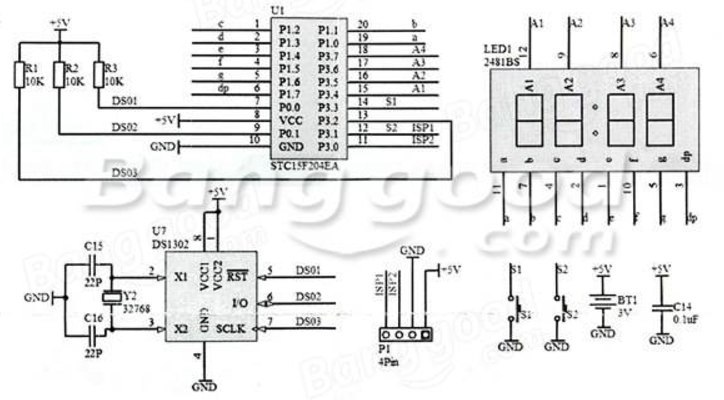 U1
+5V
c 1 P1.2 P1.1 20 b
d 2 P1.3 P1.0 19 a
e 3 P1.4 P3.7 18 A4
f 4 P1.5 P3.6 17 A3
g 5 P1.6 P3.5 16 A2
dp 6 P1.7 P3.4 15 A1
DS01 7 P0.0 P3.3 14 S1
+5V 8 VCC P3.2 13
DS02 9 P0.1 P3.1 12 S2 ISP1
GND 10 GND P3.0 11 ISP2
STC15F204EA
DS03
R1 R2 R3
10K 10K 10K
LED1
2481BS
A1 A2 A3 A4
12 9 8 6
A1 A2 A3 A4
a b c d e f g dp
11 7 4 2 1 10 5 3
a b c d e f g dp
Banggood
.com
U7
DS1302
+5V
8 1
VCC1 VCC2
C15
22P
GND
Y2
32768
C16
22P
2 X1 RST 5 DS01
I/O 6 DS02
3 X2 GND SCLK 7 DS03
4
GND
GND
ISP1 ISP2 +5V
P1
4Pin
S1
S1
GND
S2
S2
GND
+5V
BT1
3V
GND
+5V
C14
0.1uF
GND